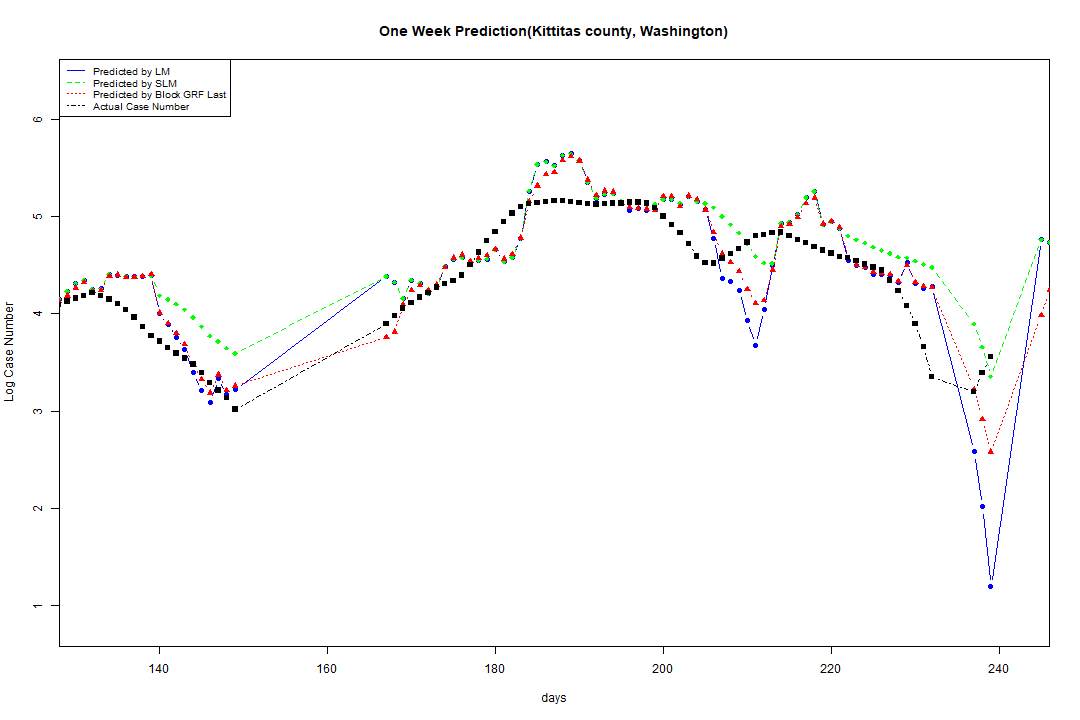 One Week Prediction(Kittitas county, Washington)
Predicted by LM
Predicted by SLM
Predicted by Block GRF Last
Actual Case Number
Log Case Number
6
5
4
3
2
1
140 160 180 200 220 240
days